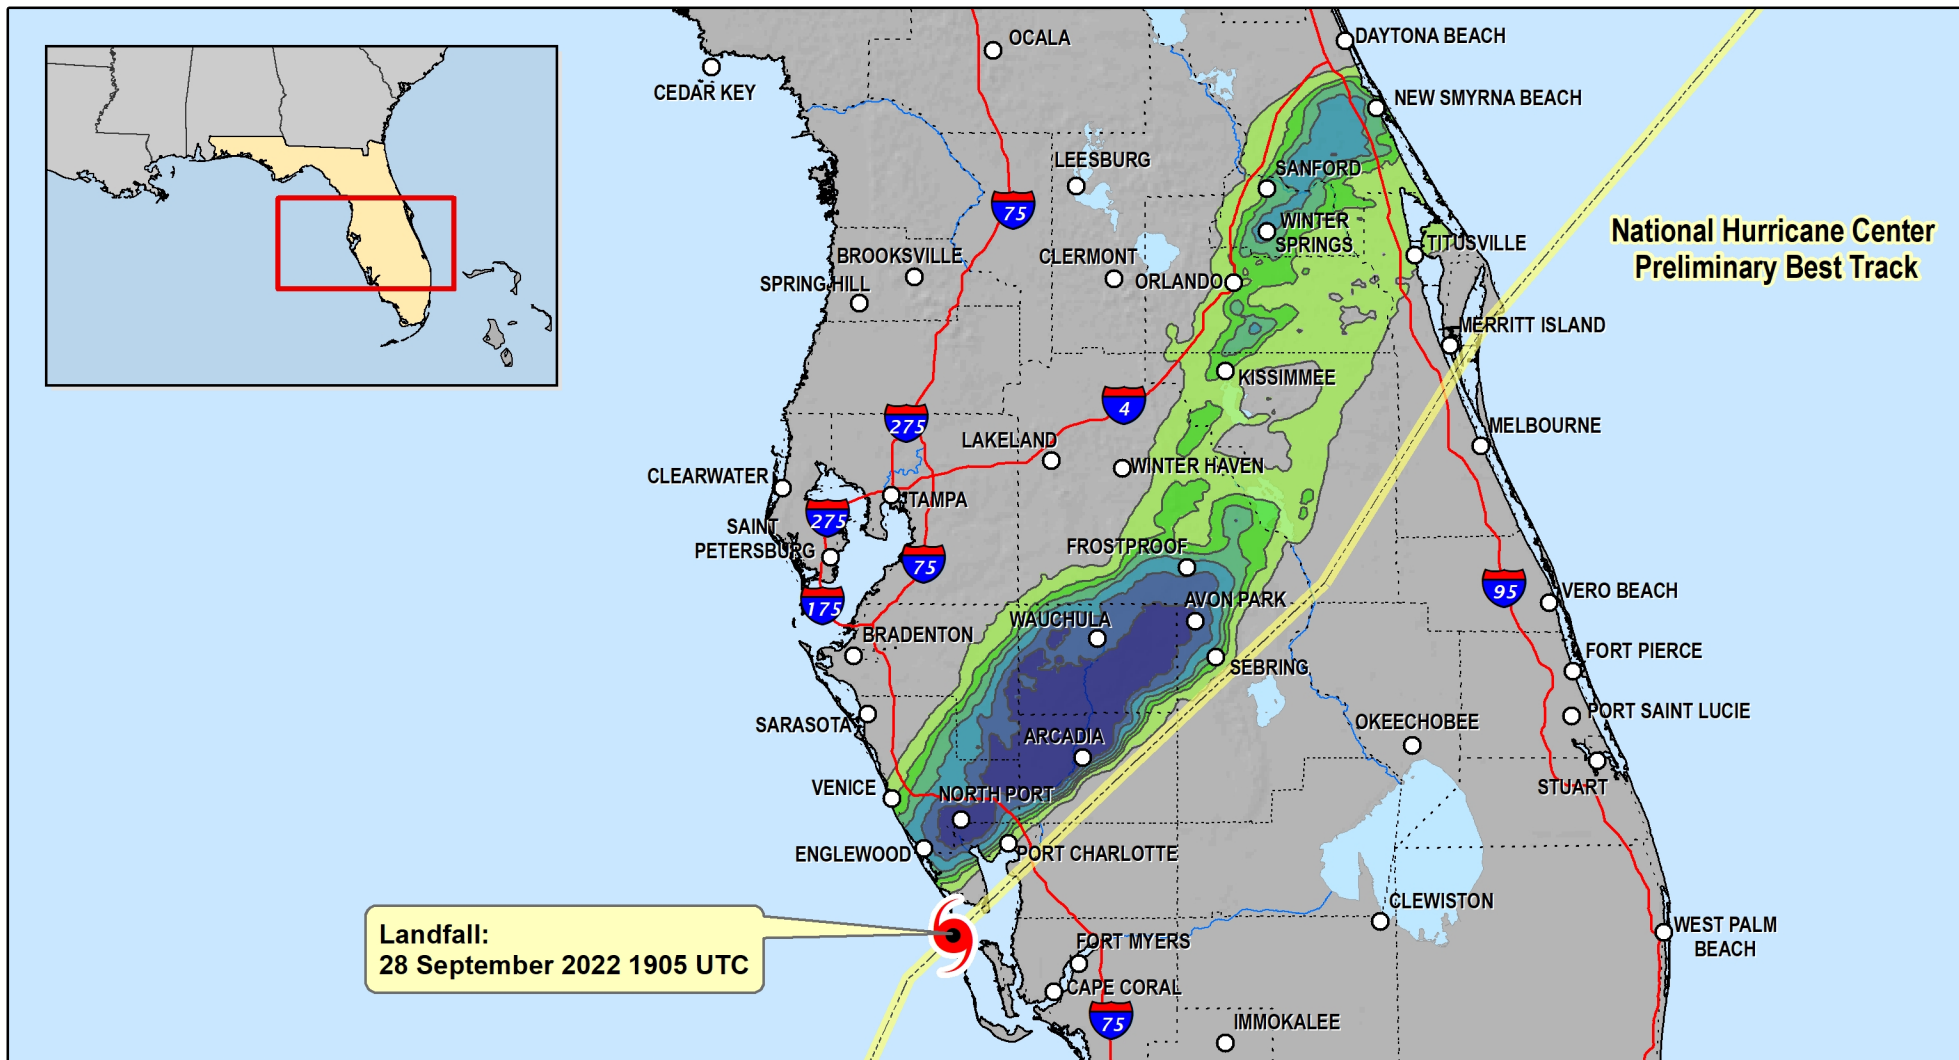 DAYTONA BEACH
OCALA
CEDAR KEY
NEW SMYRNA BEACH
LEESBURG
SANFORD
75
WINTER
SPRINGS
National Hurricane Center
Preliminary Best Track
TITUSVILLE
BROOKSVILLE
CLERMONT
SPRING HILL
ORLANDO
MERRITT ISLAND
KISSIMMEE
4
275
MELBOURNE
LAKELAND
WINTER HAVEN
CLEARWATER
TAMPA
275
SAINT
PETERSBURG
FROSTPROOF
75
95
VERO BEACH
175
AVON PARK
WAUCHULA
BRADENTON
FORT PIERCE
SEBRING
SARASOTA
OKEECHOBEE
PORT SAINT LUCIE
ARCADIA
VENICE
NORTH PORT
STUART
ENGLEWOOD
PORT CHARLOTTE
CLEWISTON
WEST PALM
BEACH
Landfall:
28 September 2022 1905 UTC
FORT MYERS
CAPE CORAL
75
IMMOKALEE